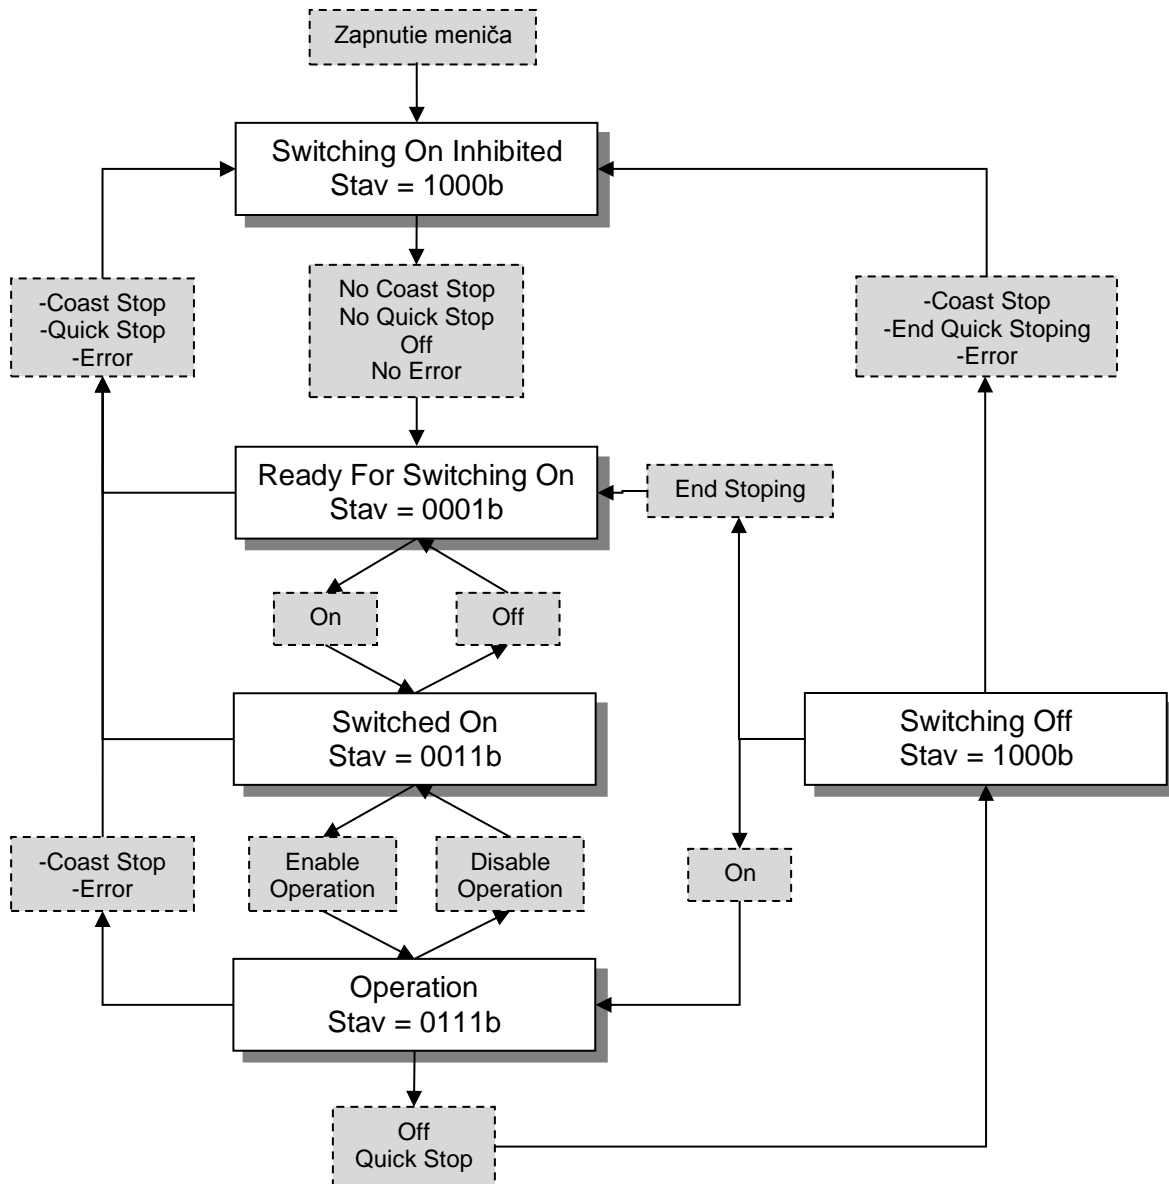 Zapnutie meniča
Switching On Inhibited
Stav = 1000b
-Coast Stop
-Quick Stop
-Error
No Coast Stop
No Quick Stop
Off
No Error
-Coast Stop
-End Quick Stoping
-Error
Ready For Switching On
Stav = 0001b
End Stoping
On
Off
Switched On
Stav = 0011b
Switching Off
Stav = 1000b
-Coast Stop
-Error
Enable
Operation
Disable
Operation
On
Operation
Stav = 0111b
Off
Quick Stop